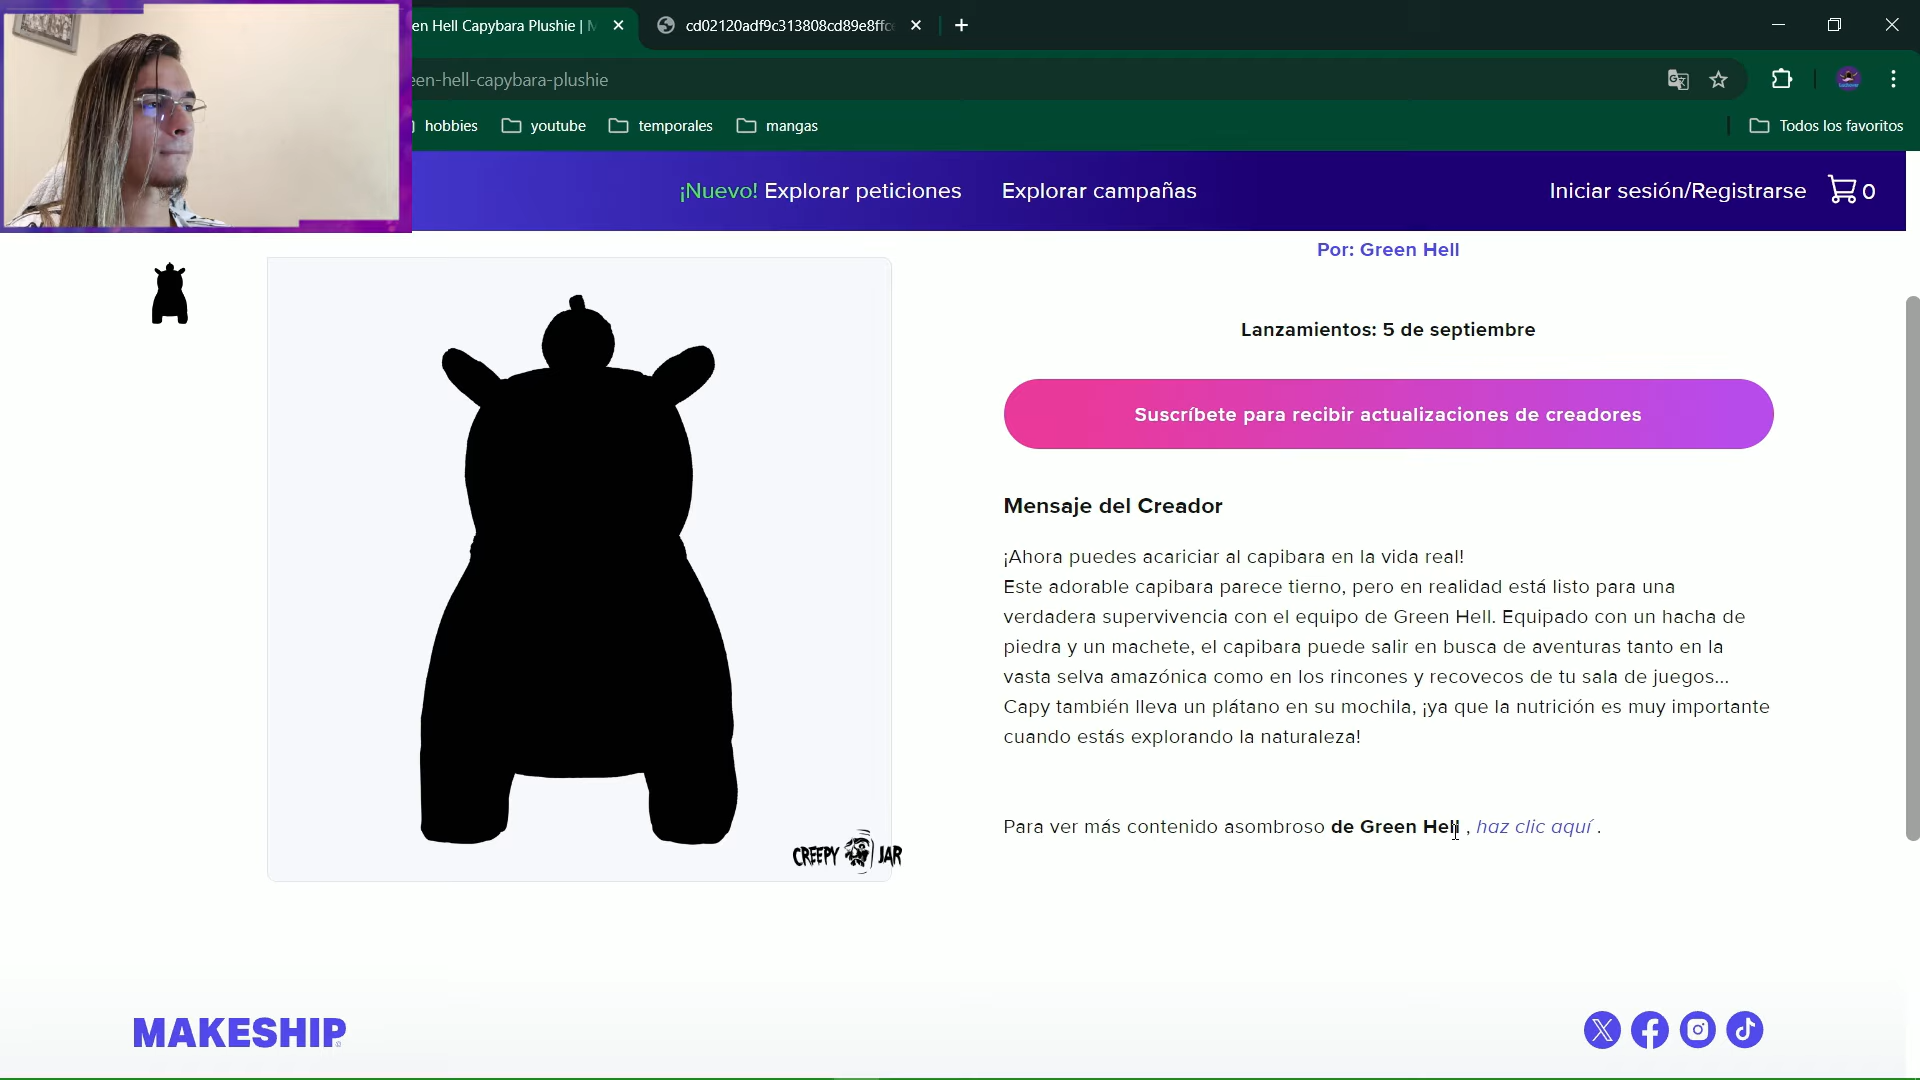 en Hell Capybara Plushie |
cd02120adf9c313808cd89e8ffc
een-hell-capybara-plushie
hobbies
youtube
temporales
mangas
Todos los favoritos
¡Nuevo! Explorar peticiones
Explorar campañas
Iniciar sesión/Registrarse
0
Por: Green Hell
Lanzamientos: 5 de septiembre
Suscríbete para recibir actualizaciones de creadores
Mensaje del Creador
¡Ahora puedes acariciar al capibara en la vida real!
Este adorable capibara parece tierno, pero en realidad está listo para una
verdadera supervivencia con el equipo de Green Hell. Equipado con un hacha de
piedra y un machete, el capibara puede salir en busca de aventuras tanto en la
vasta selva amazónica como en los rincones y recovecos de tu sala de juegos...
Capy también lleva un plátano en su mochila, ¡ya que la nutrición es muy importante
cuando estás explorando la naturaleza!
Para ver más contenido asombroso de Green Hell , haz clic aquí .
CREEPY JAR
MAKESHIP